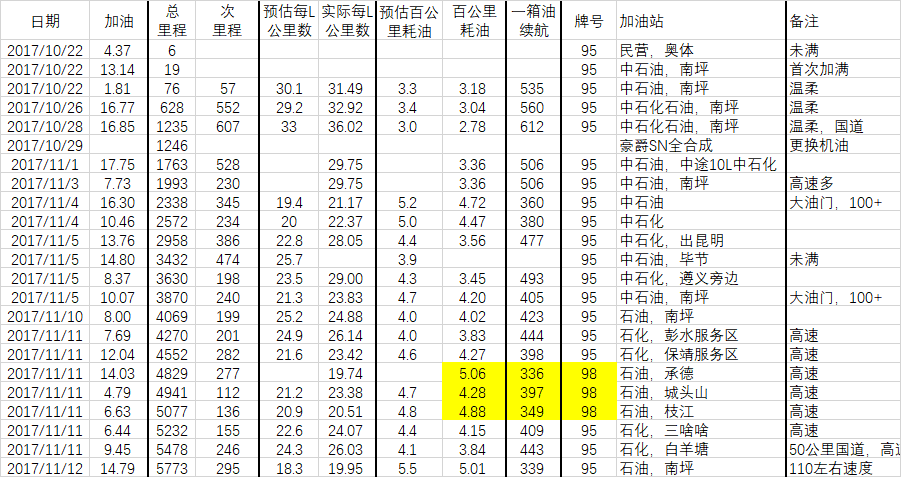 日期 加油 总里程 次里程 预估每L公里数 实际每L公里数 预估百公里耗油 百公里耗油 一箱油续航 牌号 加油站 备注
2017/10/22 4.37 6 95 民营，奥体 未满
2017/10/22 13.14 19 95 中石油，南坪 首次加满
2017/10/22 1.81 76 57 30.1 31.49 3.3 3.18 535 95 中石油，南坪 温柔
2017/10/26 16.77 628 552 29.2 32.92 3.4 3.04 560 95 中石化石油，南坪 温柔
2017/10/28 16.85 1235 607 33 36.02 3.0 2.78 612 95 中石化石油，南坪 温柔，国道
2017/10/29 1246 豪爵SN全合成 更换机油
2017/11/1 17.75 1763 528 29.75 3.36 506 95 中石油，中途10L中石化
2017/11/3 7.73 1993 230 29.75 3.36 506 95 中石油，南坪 高速多
2017/11/4 16.30 2338 345 19.4 21.17 5.2 4.72 360 95 中石油 大油门，100+
2017/11/4 10.46 2572 234 20 22.37 5.0 4.47 380 95 中石化
2017/11/5 13.76 2958 386 22.8 28.05 4.4 3.56 477 95 中石化，出昆明
2017/11/5 14.80 3432 474 25.7 3.9 95 中石油，毕节 未满
2017/11/5 8.37 3630 198 23.5 29.00 4.3 3.45 493 95 中石化，遵义旁边
2017/11/5 10.07 3870 240 21.3 23.83 4.7 4.20 405 95 中石油，南坪 大油门，100+
2017/11/10 8.00 4069 199 25.2 24.88 4.0 4.02 423 95 石油，南坪
2017/11/11 7.69 4270 201 24.9 26.14 4.0 3.83 444 95 石化，彭水服务区 高速
2017/11/11 12.04 4552 282 21.6 23.42 4.6 4.27 398 95 石化，保靖服务区 高速
2017/11/11 14.03 4829 277 19.74 5.06 336 98 石油，承德 高速
2017/11/11 4.79 4941 112 21.2 23.38 4.7 4.28 397 98 石油，城头山 高速
2017/11/11 6.63 5077 136 20.9 20.51 4.8 4.88 349 98 石油，枝江 高速
2017/11/11 6.44 5232 155 22.6 24.07 4.4 4.15 409 95 石化，三啥啥 高速
2017/11/11 9.45 5478 246 24.3 26.03 4.1 3.84 443 95 石化，白羊塘 50公里国道，高
2017/11/12 14.79 5773 295 18.3 19.95 5.5 5.01 339 95 石油，南坪 110左右速度